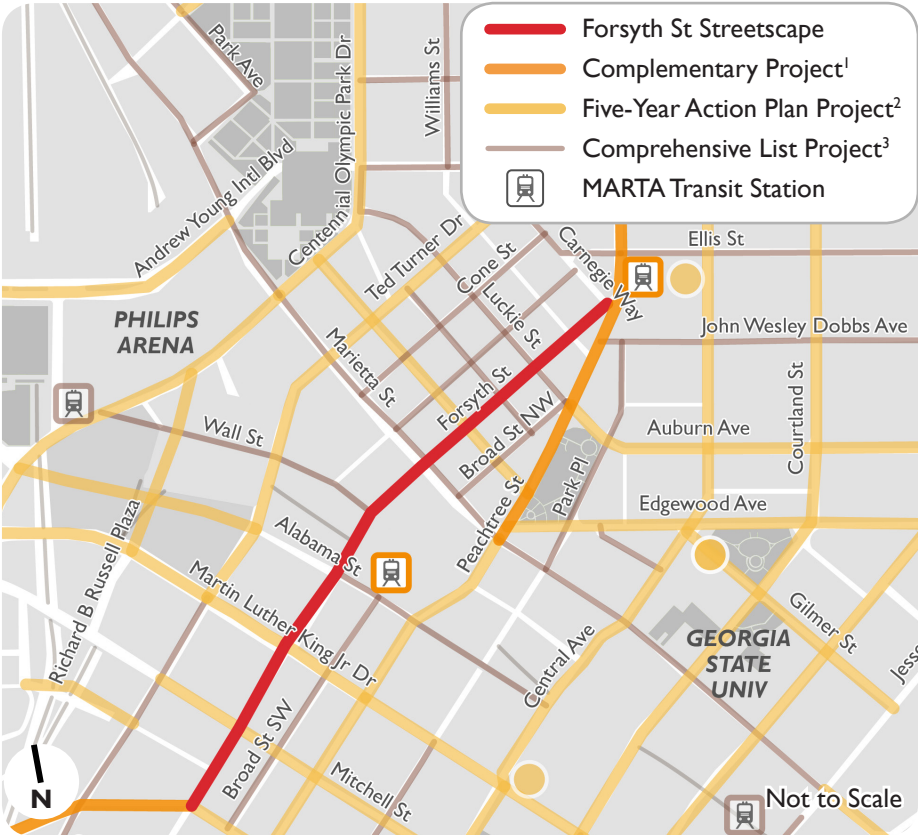 Forsyth St Streetscape
Complementary Project¹
Five-Year Action Plan Project²
Comprehensive List Project³
MARTA Transit Station
Park Ave
Centennial Olympic Park Dr
Williams St
Andrew Young Intl Blvd
Ted Turner Dr
Cone St
Luckie St
Carnegie Way
Ellis St
John Wesley Dobbs Ave
PHILIPS
ARENA
Marietta St
Forsyth St
Broad St NW
Wall St
Auburn Ave
Courtland St
Park Pl
Edgewood Ave
Peachtree St
Alabama St
Richard B Russell Plaza
Martin Luther King Jr Dr
Gilmer St
GEORGIA
STATE
UNIV
Jesse
Central Ave
Broad St SW
Mitchell St
N
Not to Scale